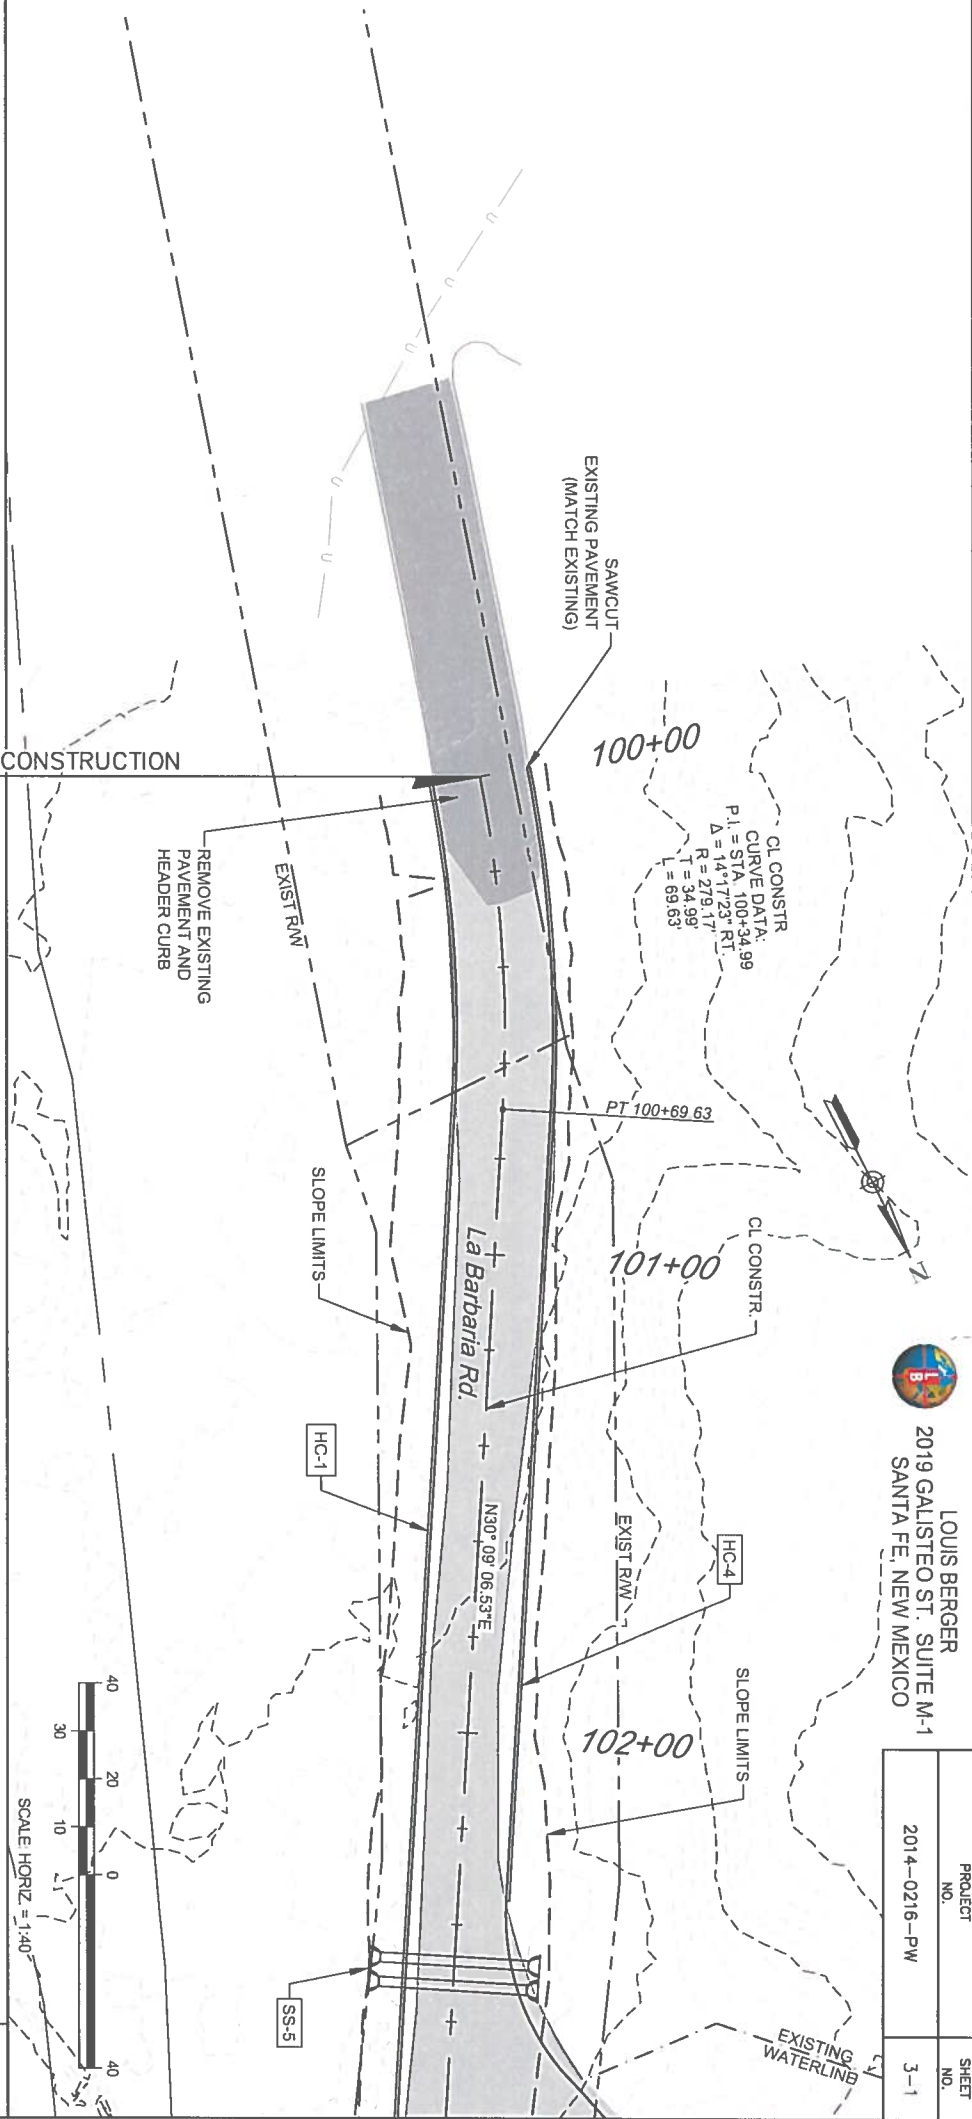 LOUIS BERGER
2019 GALISTEO ST. SUITE M-1
SANTA FE, NEW MEXICO
PROJECT
NO.
2014-0216-PW
SHEET
NO.
3-1
L
B
N
SAWCUT
EXISTING PAVEMENT
(MATCH EXISTING)
100+00
CL CONSTR
CURVE DATA:
P.I. = STA. 100+34.99
Δ = 14°17'23" RT.
R = 279.17'
T = 34.99'
L = 69.63'
PT 100+69.63
101+00
CL CONSTR.
EXIST R/W
HC-4
102+00
SLOPE LIMITS
EXISTING
WATERLINE
La Barbaria Rd.
N30° 09' 06.53"E
CONSTRUCTION
REMOVE EXISTING
PAVEMENT AND
HEADER CURB
EXIST R/W
SLOPE LIMITS
HC-1
SS-5
40
30
20
10
0
40
SCALE: HORIZ. = 1:40'